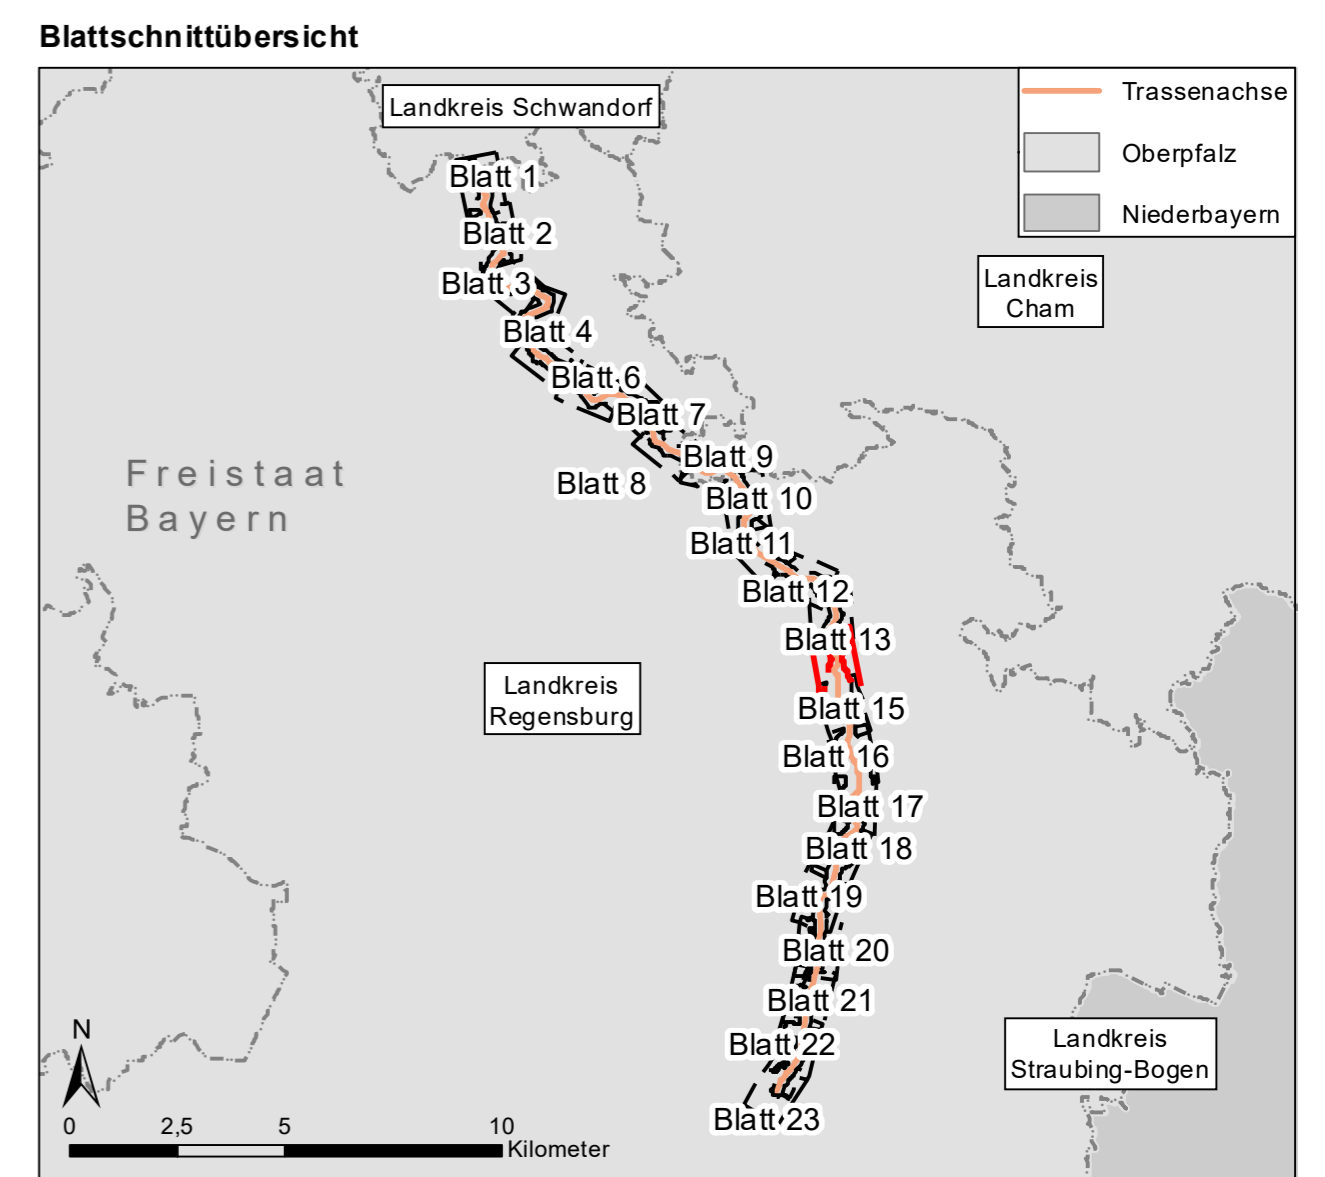 Blattschnittübersicht
Landkreis Schwandorf
Trassenachse
Oberpfalz
Niederbayern
Landkreis
Cham
Blatt 1
Blatt 2
Blatt 3
Blatt 4
Blatt 6
Blatt 7
Blatt 9
Blatt 8
Blatt 10
Blatt 11
Blatt 12
Blatt 13
Blatt 15
Blatt 16
Blatt 17
Blatt 18
Blatt 19
Blatt 20
Blatt 21
Blatt 22
Blatt 23
Freistaat
Bayern
Landkreis
Regensburg
Landkreis
Straubing-Bogen
N
0 2,5 5 10
Kilometer